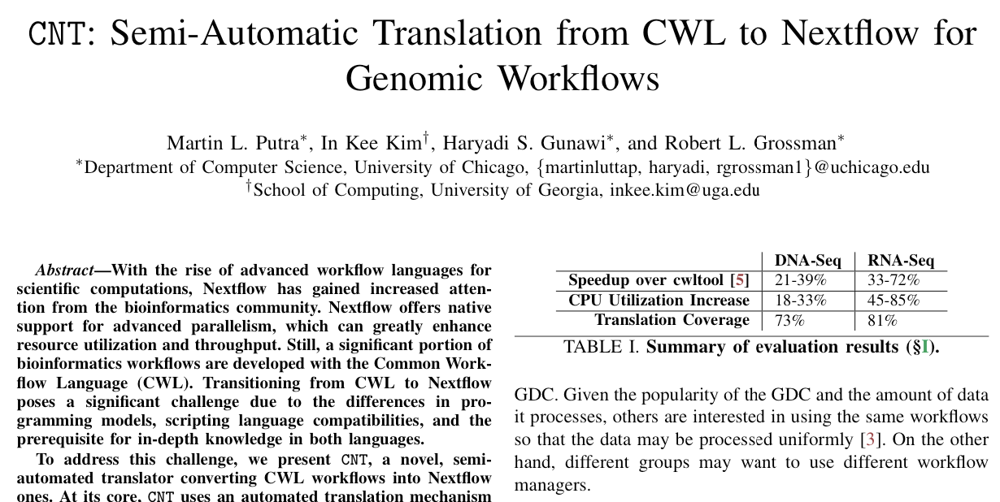 CNT: Semi-Automatic Translation from CWL to Nextflow for
Genomic Workflows
Martin L. Putra*, In Kee Kim†, Haryadi S. Gunawi*, and Robert L. Grossman*
*Department of Computer Science, University of Chicago, {martinluttap, haryadi, rgrossman1}@uchicago.edu
†School of Computing, University of Georgia, inkee.kim@uga.edu
Abstract—With the rise of advanced workflow languages for
scientific computations, Nextflow has gained increased atten-
tion from the bioinformatics community. Nextflow offers native
support for advanced parallelism, which can greatly enhance
resource utilization and throughput. Still, a significant portion of
bioinformatics workflows are developed with the Common Work-
flow Language (CWL). Transitioning from CWL to Nextflow
poses a significant challenge due to the differences in pro-
gramming models, scripting language compatibilities, and the
prerequisite for in-depth knowledge in both languages.
To address this challenge, we present CNT, a novel, semi-
automated translator converting CWL workflows into Nextflow
ones. At its core, CNT uses an automated translation mechanism
DNA-Seq RNA-Seq
Speedup over cwltool [5] 21-39% 33-72%
CPU Utilization Increase 18-33% 45-85%
Translation Coverage 73% 81%
TABLE I. Summary of evaluation results (§I).
GDC. Given the popularity of the GDC and the amount of data
it processes, others are interested in using the same workflows
so that the data may be processed uniformly [3]. On the other
hand, different groups may want to use different workflow
managers.